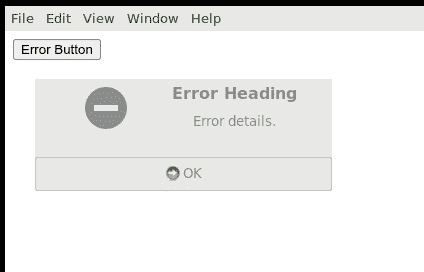 File Edit View Window Help
Error Button
Error Heading
Error details.
OK